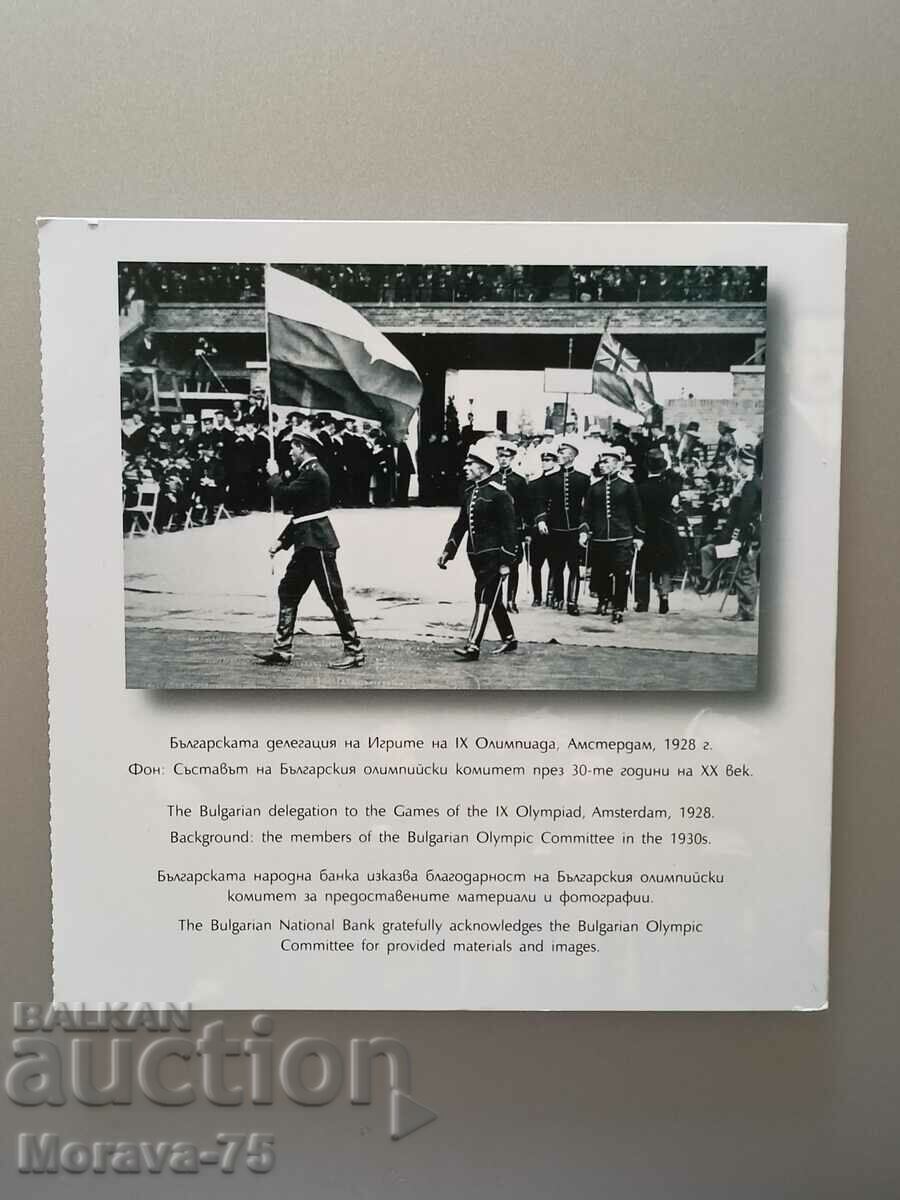 Българската делегация на Игрите на IX Олимпиада, Амстердам, 1928 г.
Фон: Съставът на Българския олимпийски комитет през 30-те години на XX век.
The Bulgarian delegation to the Games of the IX Olympiad, Amsterdam, 1928.
Background: the members of the Bulgarian Olympic Committee in the 1930s.
Българската народна банка изказва благодарност на Българския олимпийски
комитет за предоставените материали и фотографии.
The Bulgarian National Bank gratefully acknowledges the Bulgarian Olympic
Committee for provided materials and images.
BALKAN
auction
Morava-75